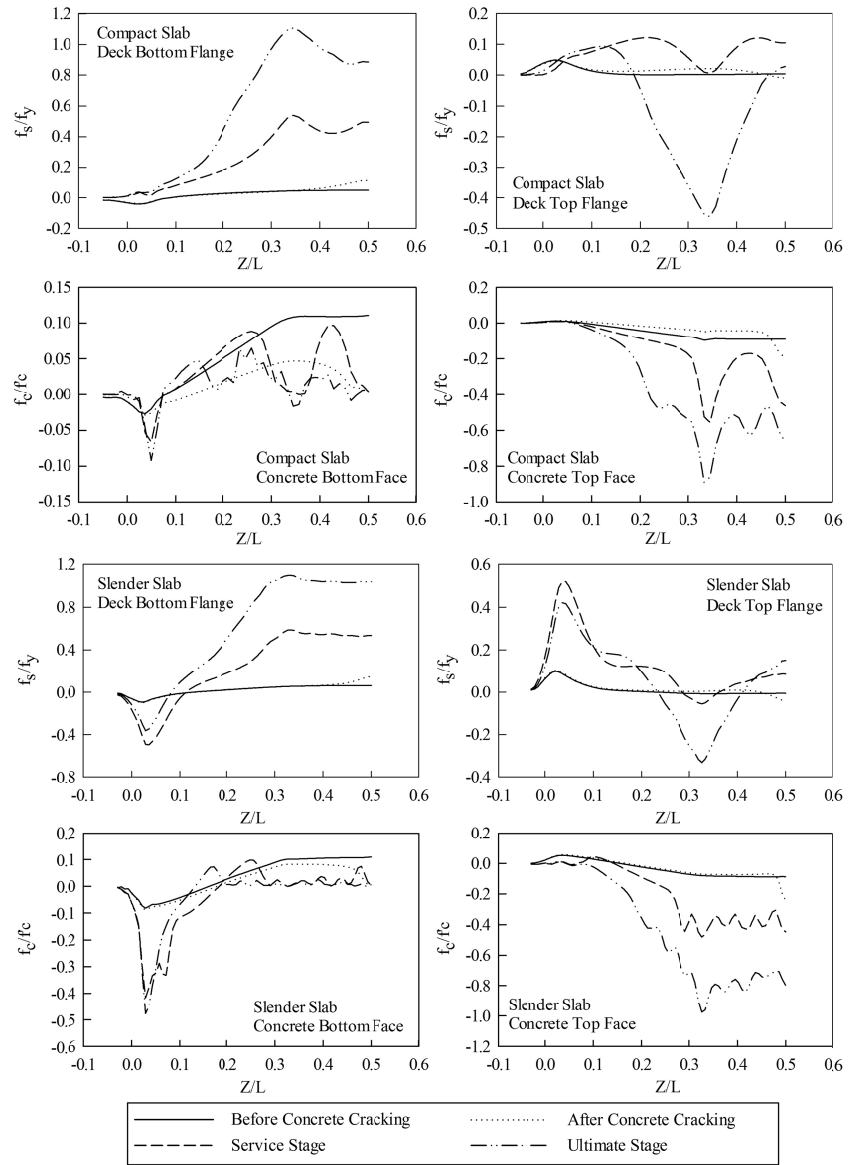 1.2
1.0
0.8
0.6
0.4
0.2
0.0
-0.2
fs/fy
Compact Slab
Deck Bottom Flange
-0.1 0.0 0.1 0.2 0.3 0.4 0.5 0.6
Z/L
0.2
0.1
0.0
-0.1
-0.2
-0.3
-0.4
-0.5
fs/fy
Compact Slab
Deck Top Flange
-0.1 0.0 0.1 0.2 0.3 0.4 0.5 0.6
Z/L
0.15
0.10
0.05
0.00
-0.05
-0.10
-0.15
fc/f'c
Compact Slab
Concrete Bottom Face
-0.1 0.0 0.1 0.2 0.3 0.4 0.5 0.6
Z/L
0.2
0.0
-0.2
-0.4
-0.6
-0.8
-1.0
fc/f'c
Compact Slab
Concrete Top Face
-0.1 0.0 0.1 0.2 0.3 0.4 0.5 0.6
Z/L
1.2
0.8
0.4
0.0
-0.4
-0.8
fs/fy
Slender Slab
Deck Bottom Flange
-0.1 0.0 0.1 0.2 0.3 0.4 0.5 0.6
Z/L
0.6
0.4
0.2
0.0
-0.2
-0.4
fs/fy
Slender Slab
Deck Top Flange
-0.1 0.0 0.1 0.2 0.3 0.4 0.5 0.6
Z/L
0.2
0.1
0.0
-0.1
-0.2
-0.3
-0.4
-0.5
-0.6
fc/f'c
Slender Slab
Concrete Bottom Face
-0.1 0.0 0.1 0.2 0.3 0.4 0.5 0.6
Z/L
0.2
0.0
-0.2
-0.4
-0.6
-0.8
-1.0
-1.2
fc/f'c
Slender Slab
Concrete Top Face
-0.1 0.0 0.1 0.2 0.3 0.4 0.5 0.6
Z/L
Before Concrete Cracking After Concrete Cracking
Service Stage Ultimate Stage